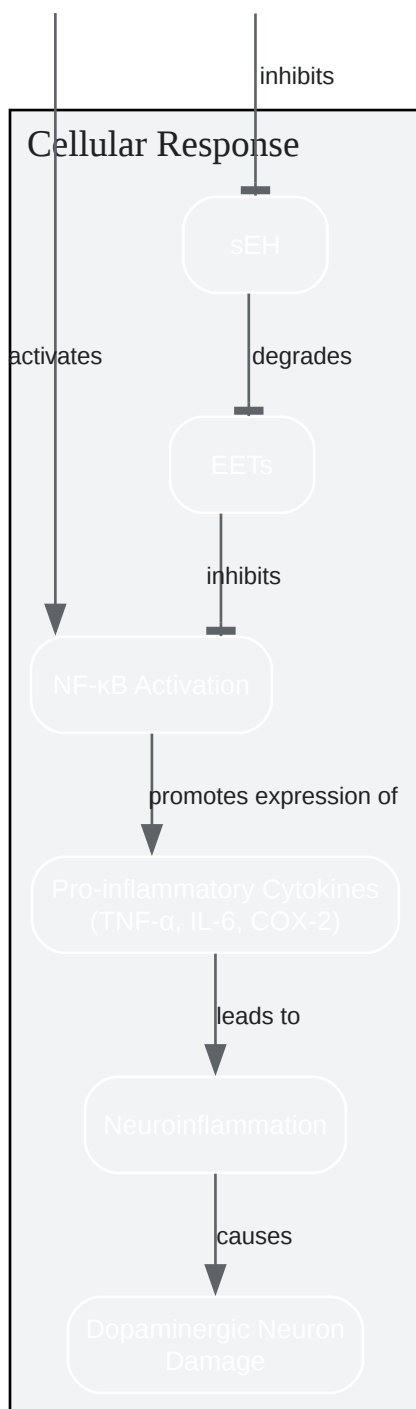 inhibits
Cellular Response
sEH
activates
degrades
EETs
inhibits
NF-κB Activation
promotes expression of
Pro-inflammatory Cytokines
(TNF-α, IL-6, COX-2)
leads to
Neuroinflammation
causes
Dopaminergic Neuron
Damage